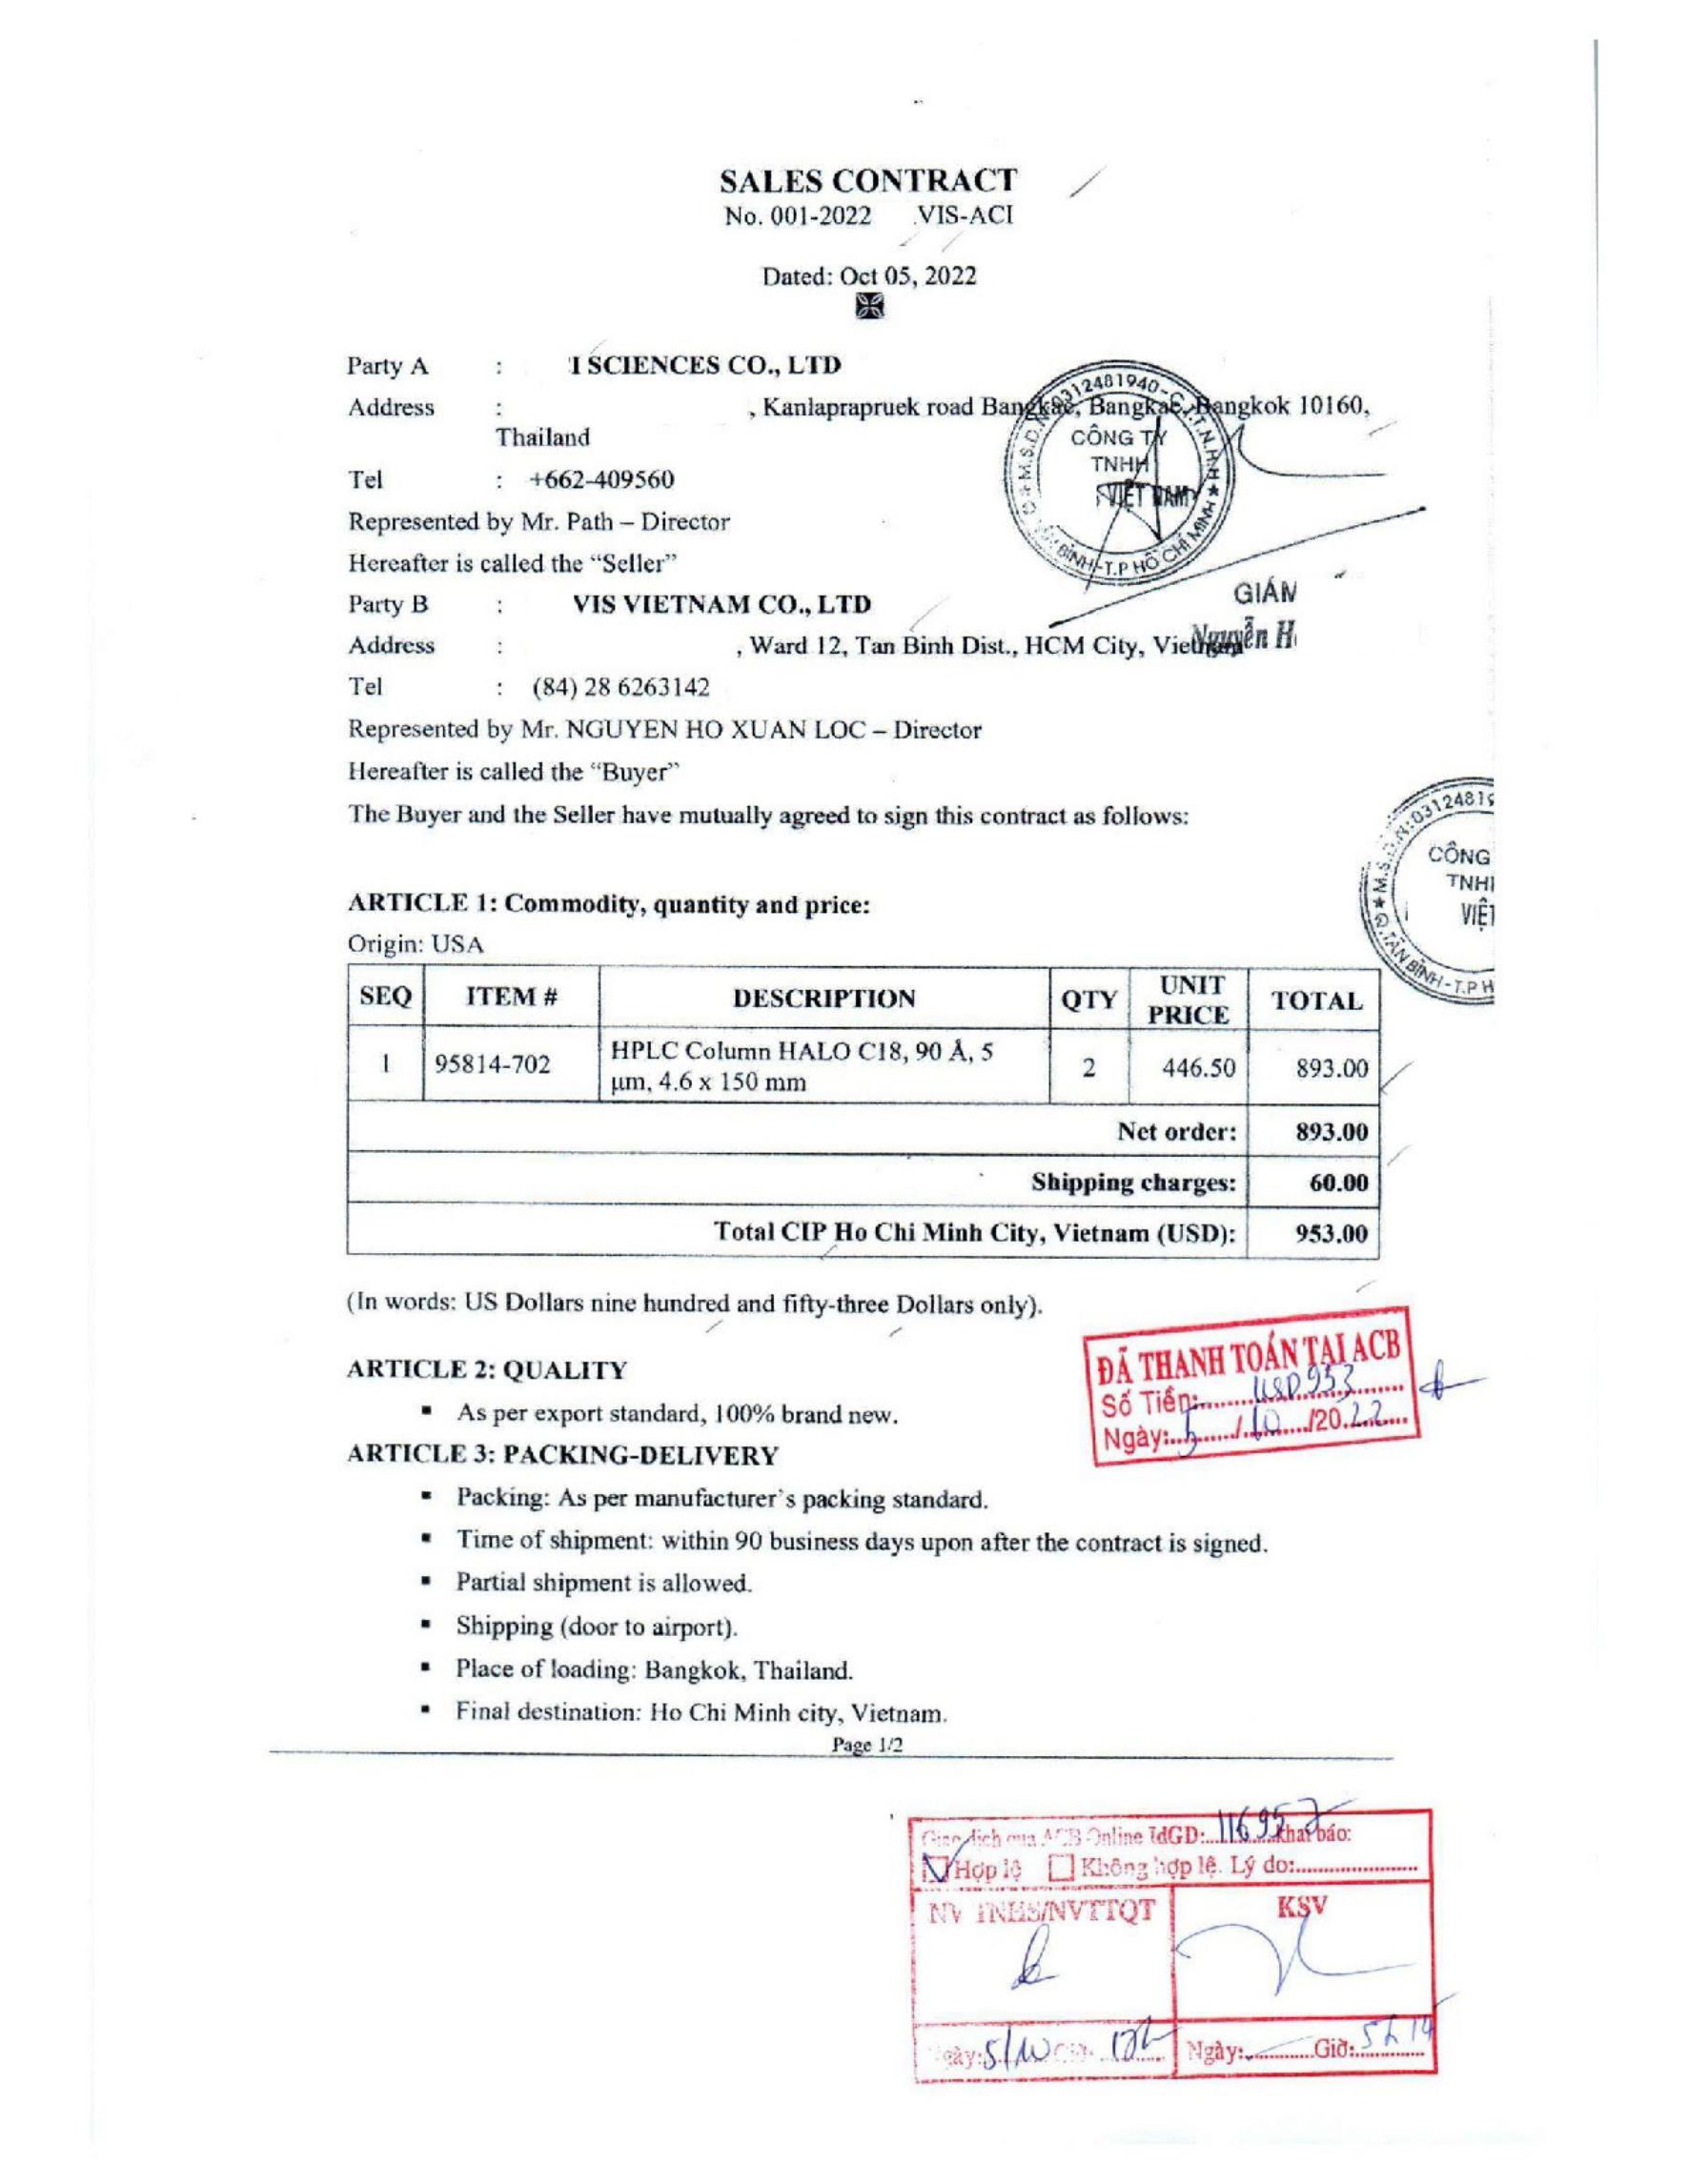 SALES CONTRACT
No. 001-2022 VIS-ACI
Dated: Oct 05, 2022
Party A : I SCIENCES CO., LTD
Address : , Kanlaprapruek road Bangkae, Bangkae, Bangkok 10160,
Thailand
Tel : +662-409560
Represented by Mr. Path – Director
Hereafter is called the “Seller”
M.S.D.N:0312481940-C.T.T.N.H.H
CÔNG TY
TNHH
VIỆT NAM
BÌNH-T.P HỒ CHÍ MINH
GIÁM
Nguyễn H
Party B : VIS VIETNAM CO., LTD
Address : , Ward 12, Tan Binh Dist., HCM City, Vietnam
Tel : (84) 28 6263142
Represented by Mr. NGUYEN HO XUAN LOC – Director
Hereafter is called the “Buyer”
The Buyer and the Seller have mutually agreed to sign this contract as follows:
M.S.D.N:0312481
CÔNG
TNH
VIỆT
Q.TÂN BÌNH-T.P H
ARTICLE 1: Commodity, quantity and price:
Origin: USA
SEQ ITEM # DESCRIPTION QTY UNIT PRICE TOTAL
1 95814-702 HPLC Column HALO C18, 90 Å, 5 2 446.50 893.00
µm, 4.6 x 150 mm
Net order: 893.00
Shipping charges: 60.00
Total CIP Ho Chi Minh City, Vietnam (USD): 953.00
(In words: US Dollars nine hundred and fifty-three Dollars only).
ĐÃ THANH TOÁN TẠI ACB
Số Tiền: USD 953
Ngày: 5/10/2022
ARTICLE 2: QUALITY
▪ As per export standard, 100% brand new.
ARTICLE 3: PACKING-DELIVERY
▪ Packing: As per manufacturer's packing standard.
▪ Time of shipment: within 90 business days upon after the contract is signed.
▪ Partial shipment is allowed.
▪ Shipping (door to airport).
▪ Place of loading: Bangkok, Thailand.
▪ Final destination: Ho Chi Minh city, Vietnam.
Page 1/2
Giao dịch qua ACB Online IdGD: 116957 khai báo:
Hợp lệ Không hợp lệ. Lý do:
NV TNHS/NVTTQT KSV
Ngày: 5/10 Ngày: Giờ: 5h14